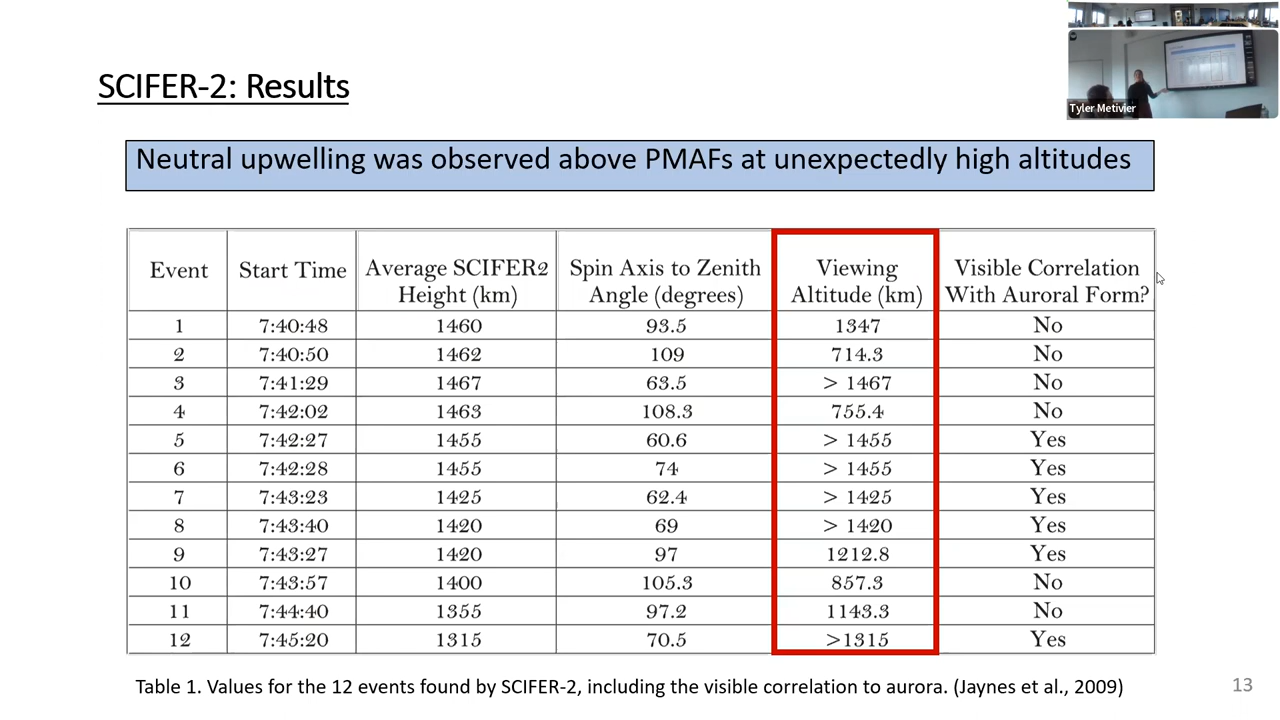 Tyler Metivier
SCIFER-2: Results
Neutral upwelling was observed above PMAFs at unexpectedly high altitudes
Event Start Time Average SCIFER2 Height (km) Spin Axis to Zenith Angle (degrees) Viewing Altitude (km) Visible Correlation With Auroral Form?
1 7:40:48 1460 93.5 1347 No
2 7:40:50 1462 109 714.3 No
3 7:41:29 1467 63.5 > 1467 No
4 7:42:02 1463 108.3 755.4 No
5 7:42:27 1455 60.6 > 1455 Yes
6 7:42:28 1455 74 > 1455 Yes
7 7:43:23 1425 62.4 > 1425 Yes
8 7:43:40 1420 69 > 1420 Yes
9 7:43:27 1420 97 1212.8 Yes
10 7:43:57 1400 105.3 857.3 No
11 7:44:40 1355 97.2 1143.3 No
12 7:45:20 1315 70.5 >1315 Yes
Table 1. Values for the 12 events found by SCIFER-2, including the visible correlation to aurora. (Jaynes et al., 2009)
13